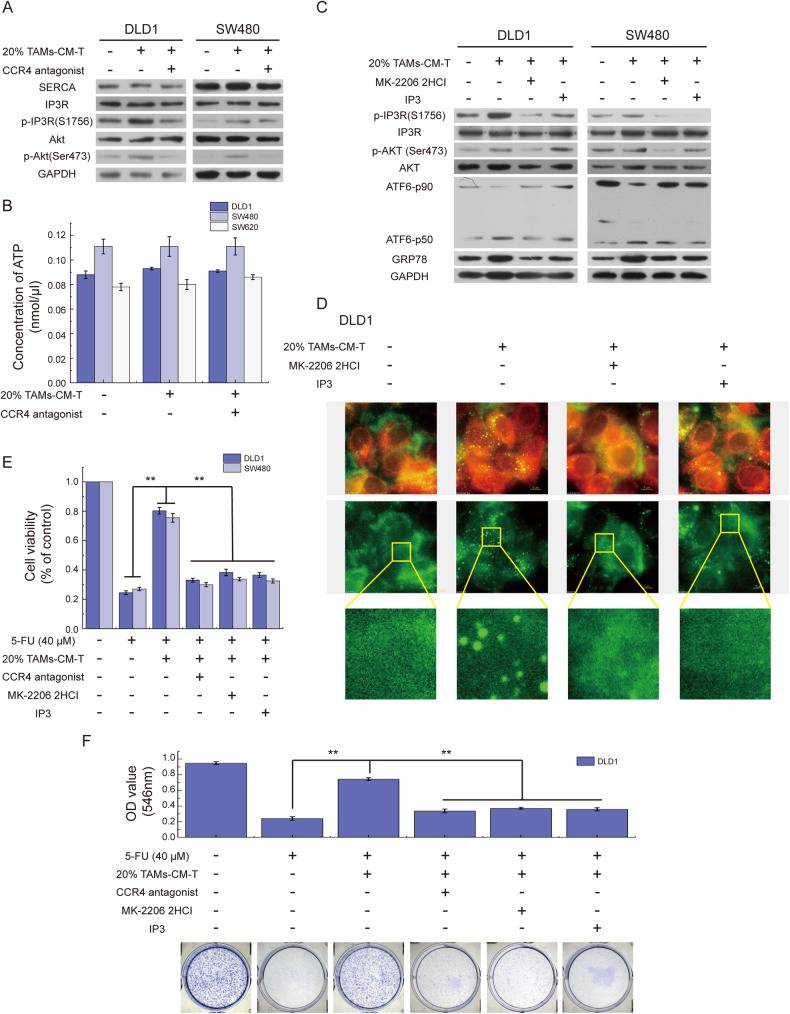 A
DLD1 SW480
20% TAMs-CM-T - + + - + +
CCR4 antagonist - - + - - +
SERCA
IP3R
p-IP3R(S1756)
Akt
p-Akt(Ser473)
GAPDH
B
DLD1
SW480
SW620
Concentration of ATP
(nmol/µl)
0.12
0.10
0.08
0.06
0.04
0.02
0.00
20% TAMs-CM-T - + +
CCR4 antagonist - - +
C
DLD1 SW480
20% TAMs-CM-T - + + + - + + +
MK-2206 2HCl - - + - - - + -
IP3 - - - + - - - +
p-IP3R(S1756)
IP3R
p-AKT (Ser473)
AKT
ATF6-p90
ATF6-p50
GRP78
GAPDH
D
DLD1
20% TAMs-CM-T - + + +
MK-2206 2HCl - - + -
IP3 - - - +
E
DLD1
SW480
** **
Cell viability
(% of control)
1.0
0.8
0.6
0.4
0.2
0.0
5-FU (40 µM) - + + + + +
20% TAMs-CM-T - - + + + +
CCR4 antagonist - - - + - -
MK-2206 2HCl - - - - + -
IP3 - - - - - +
F
** **
DLD1
OD value
(546nm)
1.0
0.8
0.6
0.4
0.2
0.0
5-FU (40 µM) - + + + + +
20% TAMs-CM-T - - + + + +
CCR4 antagonist - - - + - -
MK-2206 2HCl - - - - + -
IP3 - - - - - +